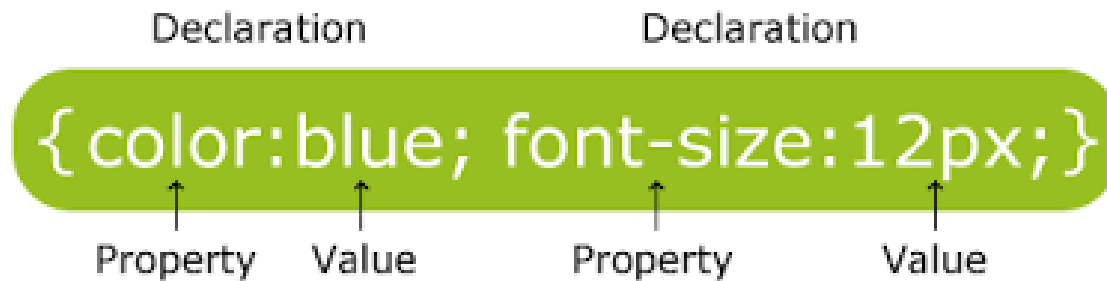 Declaration Declaration
{color:blue; font-size:12px;}
Property Value Property Value